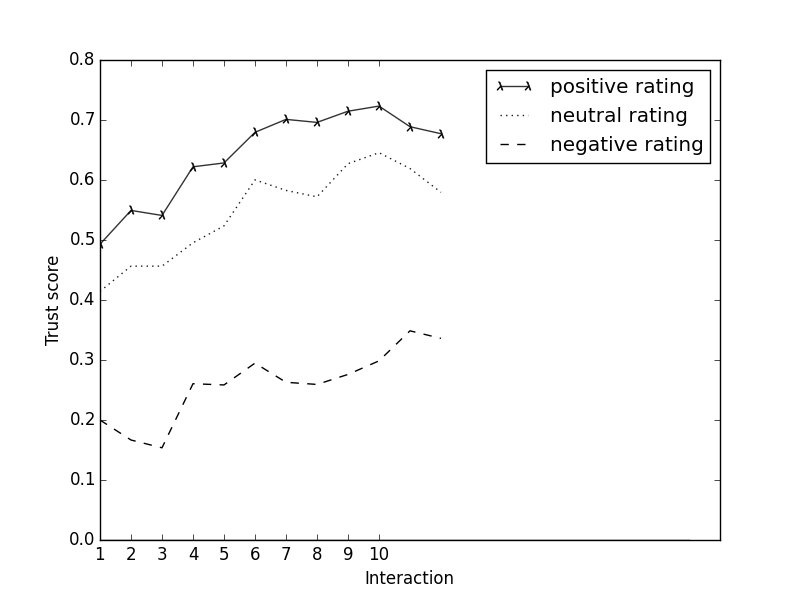 0.8
0.7
0.6
0.5
0.4
0.3
0.2
0.1
0.0
Trust score
positive rating
neutral rating
negative rating
1 2 3 4 5 6 7 8 9 10
Interaction